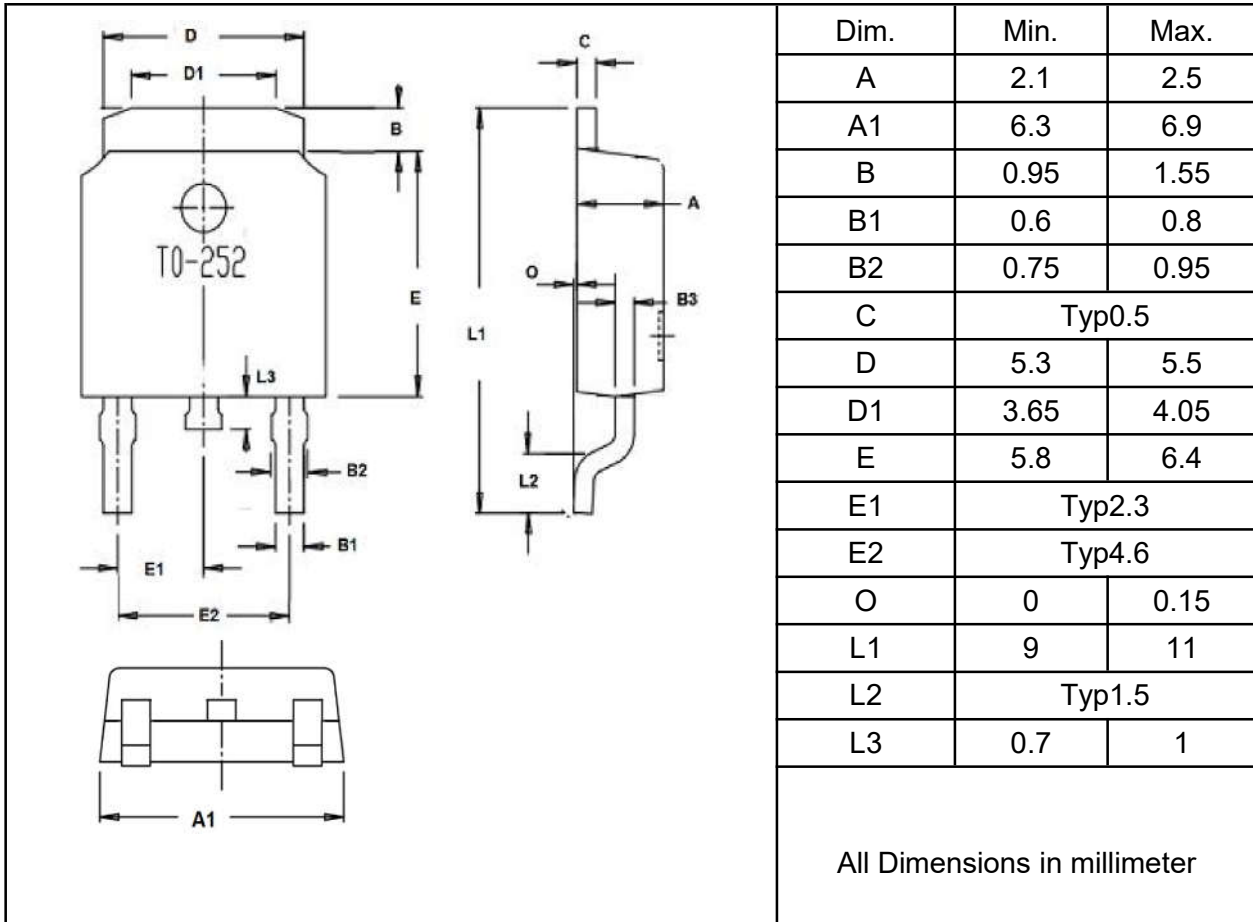 D
D1
B
TO-252
E
L3
B2
B1
E1
E2
A1
C
A
O
B3
L1
L2
Dim. Min. Max.
A 2.1 2.5
A1 6.3 6.9
B 0.95 1.55
B1 0.6 0.8
B2 0.75 0.95
C Typ0.5
D 5.3 5.5
D1 3.65 4.05
E 5.8 6.4
E1 Typ2.3
E2 Typ4.6
O 0 0.15
L1 9 11
L2 Typ1.5
L3 0.7 1
All Dimensions in millimeter